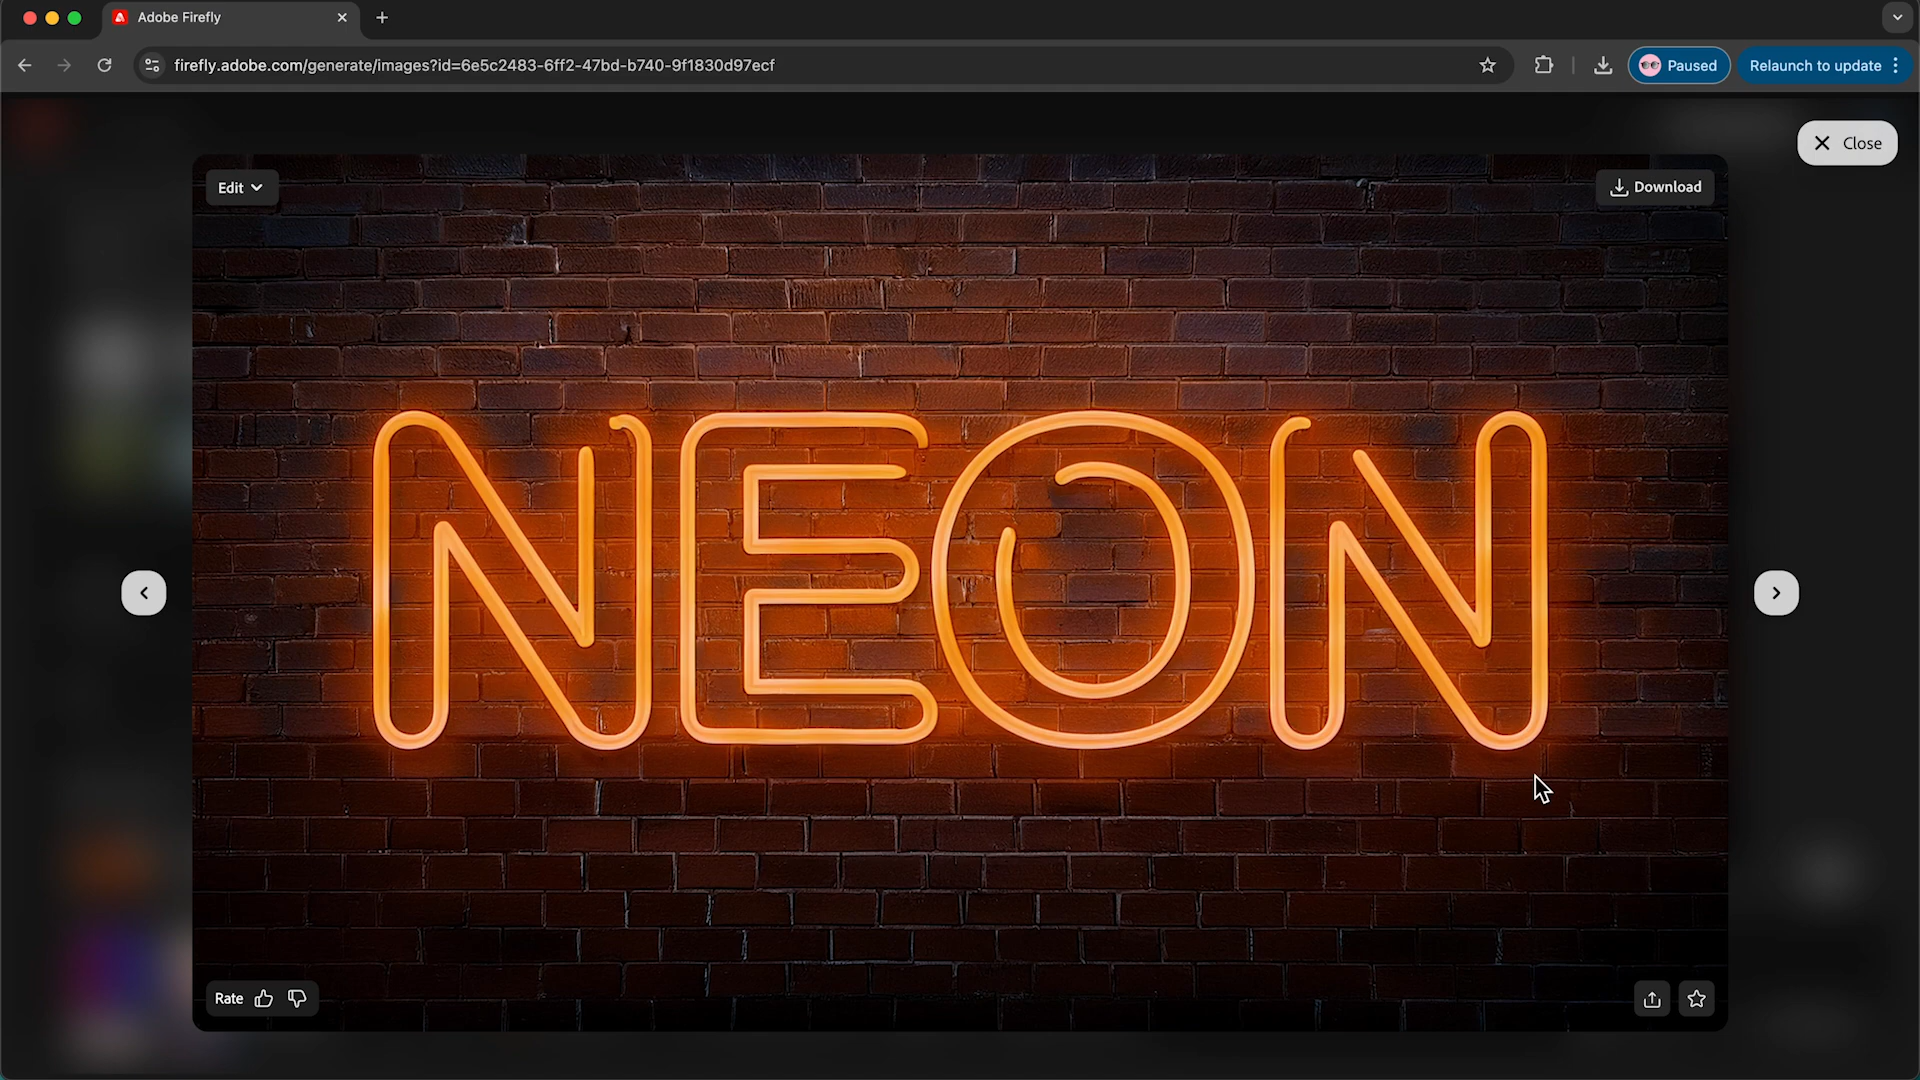 Adobe Firefly
firefly.adobe.com/generate/images?id=6e5c2483-6ff2-47bd-b740-9f1830d97ecf
Paused
Relaunch to update
Close
Edit
Download
NEON
Rate